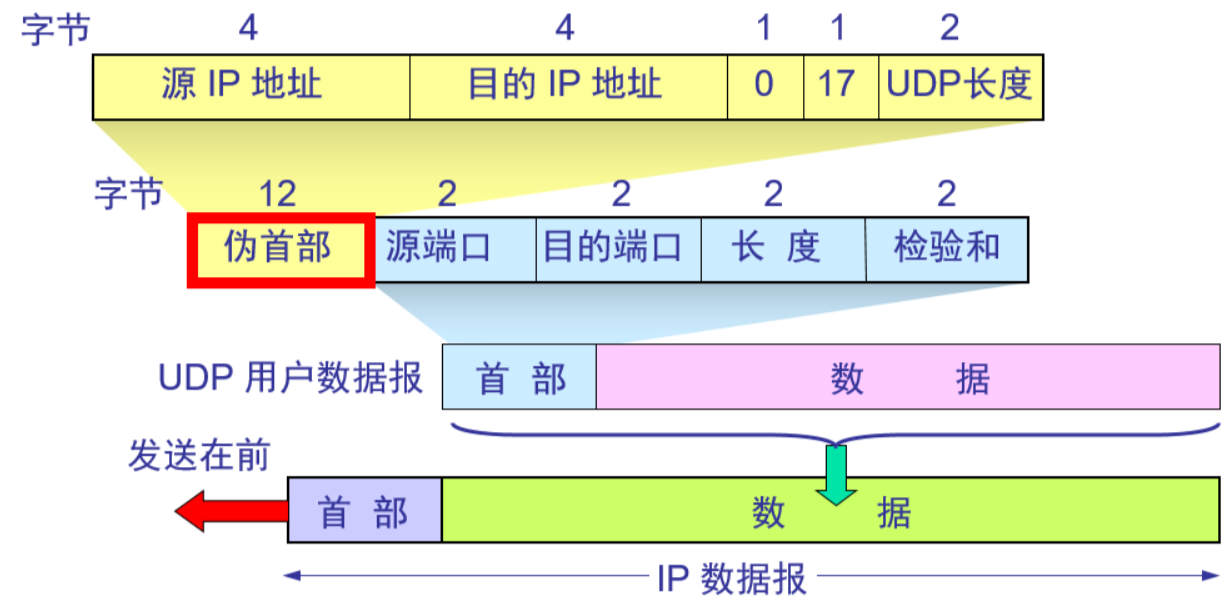 字节 4 4 1 1 2
源 IP 地址 目的 IP 地址 0 17 UDP长度
字节 12 2 2 2 2
伪首部 源端口 目的端口 长 度 检验和
UDP 用户数据报 首 部 数 据
发送在前
首 部 数 据
IP 数据报